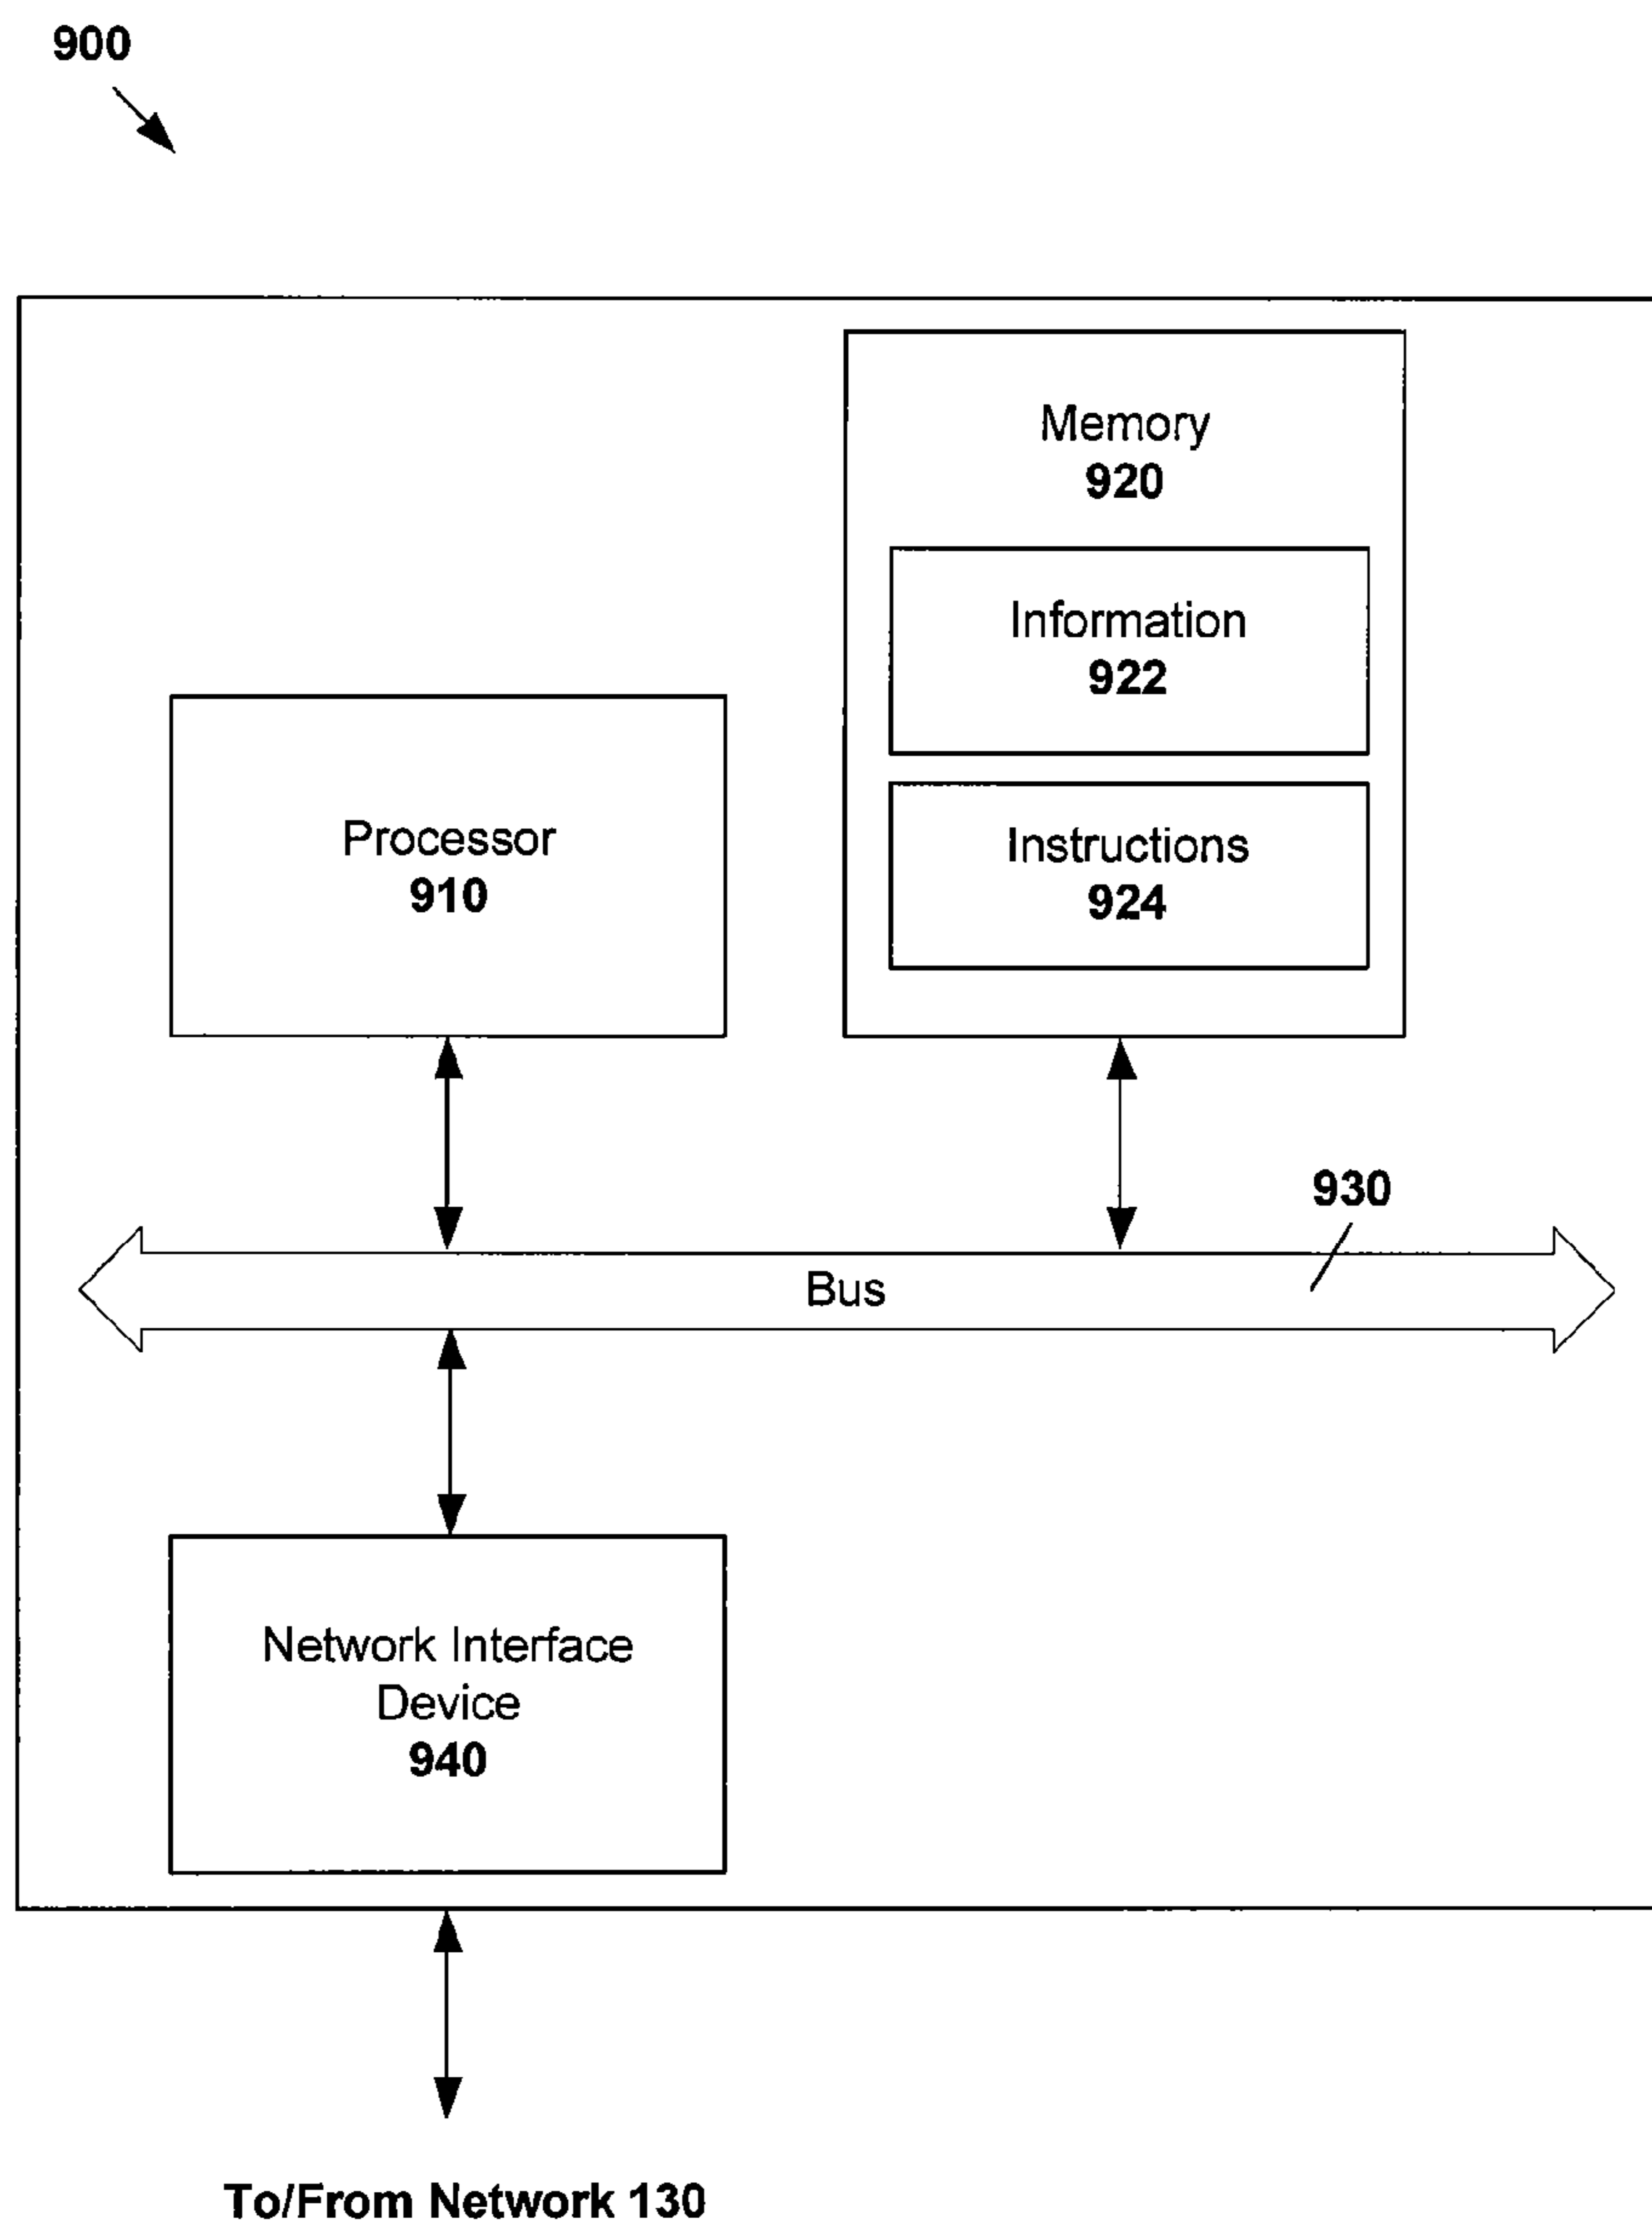 900
Memory
920
Information
922
Processor
910
Instructions
924
930
Bus
Network Interface
Device
940
To/From Network 130